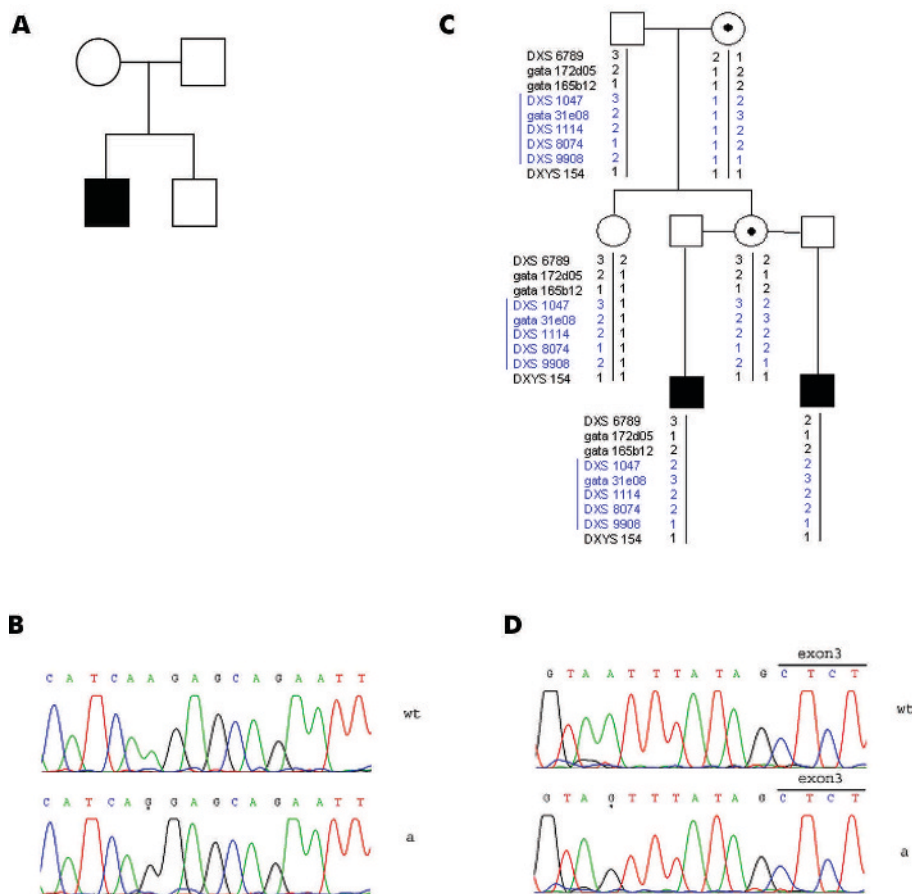 A
C
DXS 6789 3 2 1
gata 172d05 2 1 2
gata 165b12 1 1 2
DXS 1047 3 1 2
gata 31e08 2 1 3
DXS 1114 2 1 2
DXS 8074 1 1 2
DXS 9908 2 1 1
DXYS 154 1 1 1
DXS 6789 3 2 3 2
gata 172d05 2 1 2 1
gata 165b12 1 1 1 2
DXS 1047 3 1 3 2
gata 31e08 2 1 2 3
DXS 1114 2 1 2 2
DXS 8074 1 1 1 2
DXS 9908 2 1 2 1
DXYS 154 1 1 1 1
DXS 6789 3 2
gata 172d05 1 1
gata 165b12 2 2
DXS 1047 2 2
gata 31e08 3 3
DXS 1114 2 2
DXS 8074 2 2
DXS 9908 1 1
DXYS 154 1 1
B
C A T C A A G A G C A G A A T T
wt
C A T C A g G A G C A G A A T T
a
D
exon3
G T A A T T T A T A G C T C T
wt
exon3
G T A g T T T A T A G C T C T
a